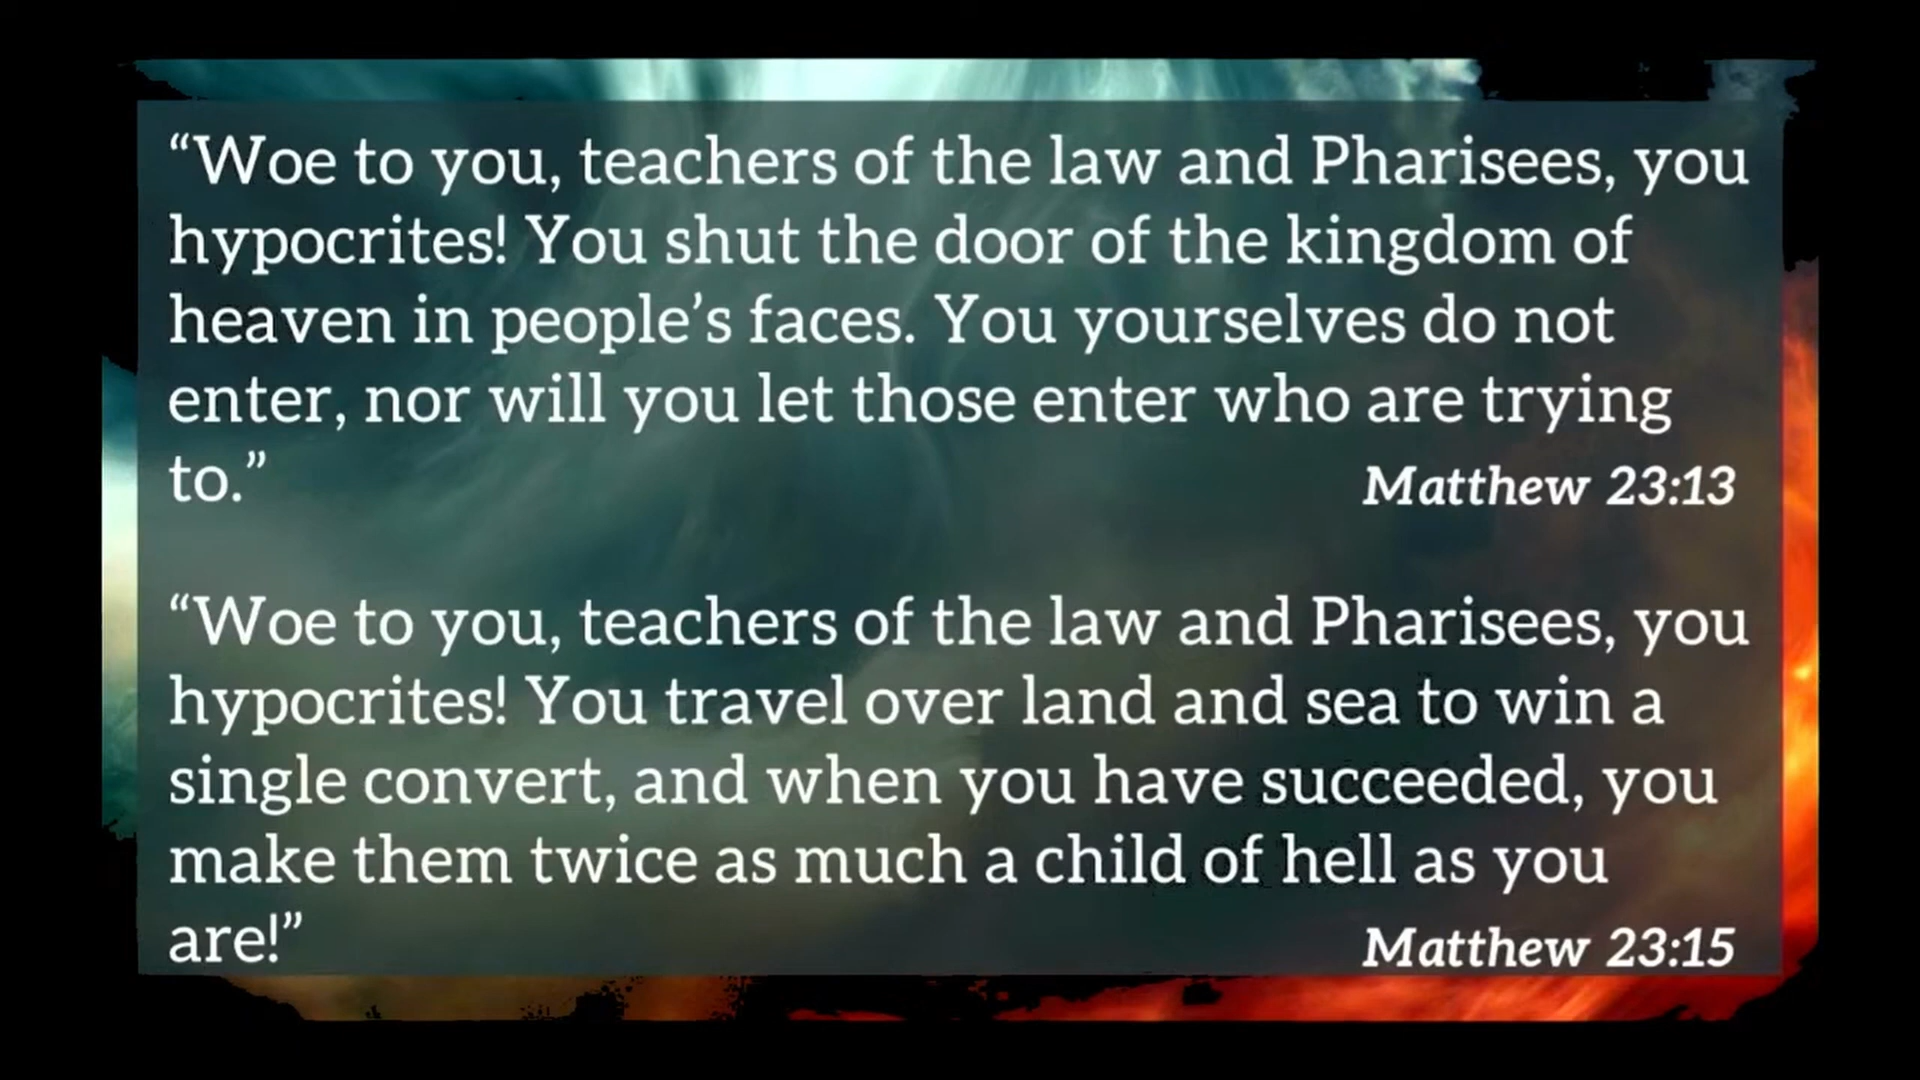 “Woe to you, teachers of the law and Pharisees, you
hypocrites! You shut the door of the kingdom of
heaven in people’s faces. You yourselves do not
enter, nor will you let those enter who are trying
to.”
Matthew 23:13
“Woe to you, teachers of the law and Pharisees, you
hypocrites! You travel over land and sea to win a
single convert, and when you have succeeded, you
make them twice as much a child of hell as you
are!”
Matthew 23:15